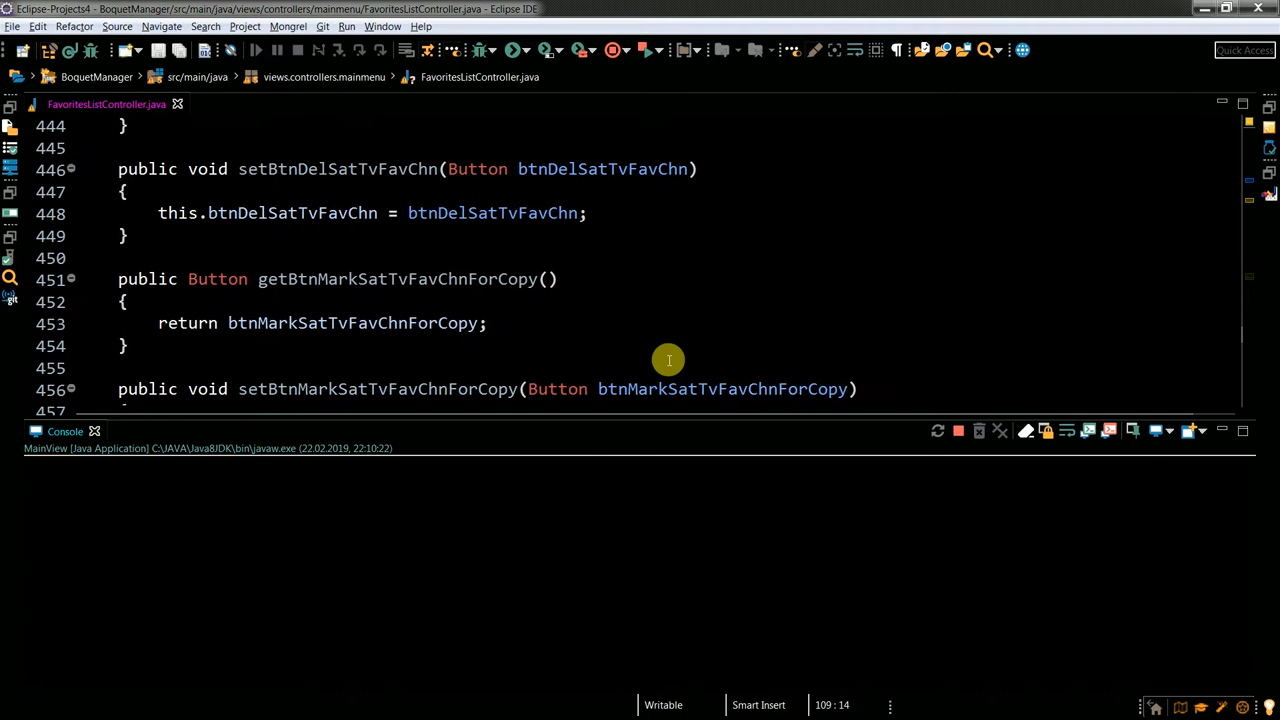 Eclipse-Projects4 - BoquetManager/src/main/java/views/controllers/mainmenu/FavoritesListController.java - Eclipse IDE
File Edit Refactor Source Search Navigate Project Mongrel Git Run Window Help
Quick Access
BoquetManager src/main/java views.controllers.mainmenu FavoritesListController.java
FavoritesListController.java
444 }
445
446 public void setBtnDelSatTvFavChn(Button btnDelSatTvFavChn)
447 {
448 this.btnDelSatTvFavChn = btnDelSatTvFavChn;
449 }
450
451 public Button getBtnMarkSatTvFavChnForCopy()
452 {
453 return btnMarkSatTvFavChnForCopy;
454 }
455
456 public void setBtnMarkSatTvFavChnForCopy(Button btnMarkSatTvFavChnForCopy)
457
Console
MainView [Java Application] C:\JAVA\Java8JDK\bin\javaw.exe (22.02.2019, 22:10:22)
Writable Smart Insert 109 : 14